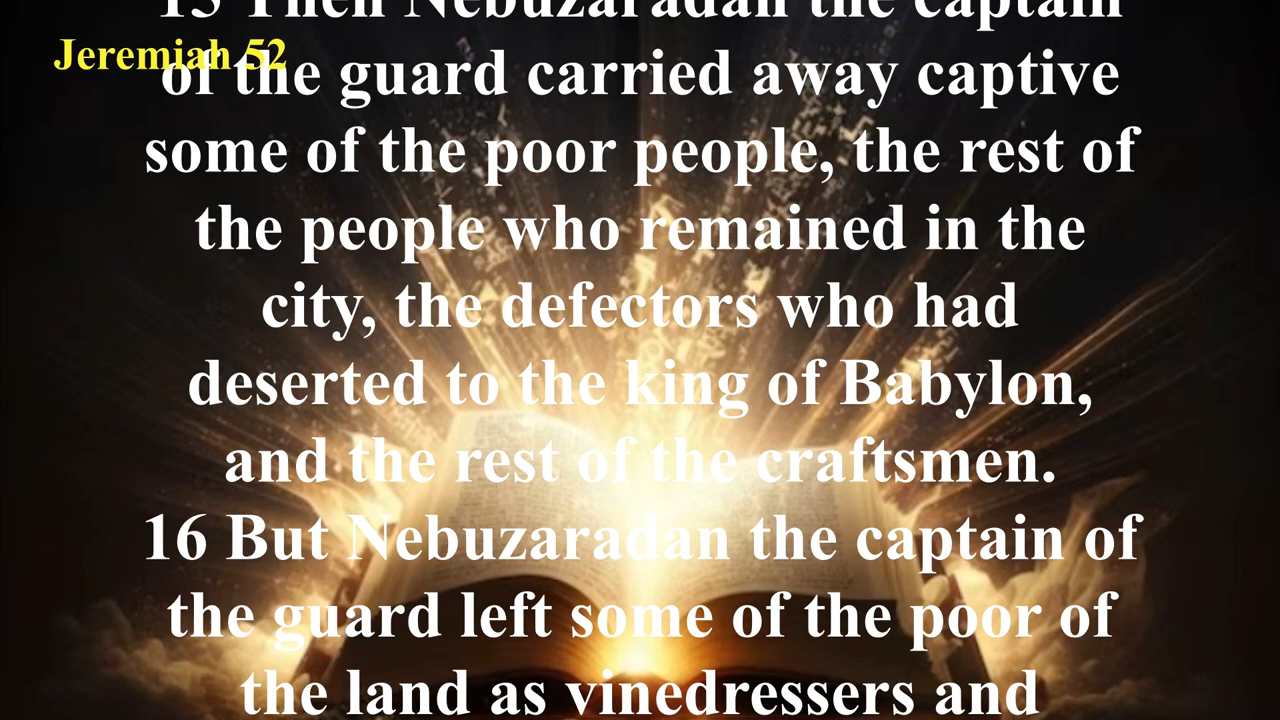 15 Then Nebuzaradan the captain
Jeremiah 52
of the guard carried away captive
some of the poor people, the rest of
the people who remained in the
city, the defectors who had
deserted to the king of Babylon,
and the rest of the craftsmen.
16 But Nebuzaradan the captain of
the guard left some of the poor of
the land as vinedressers and